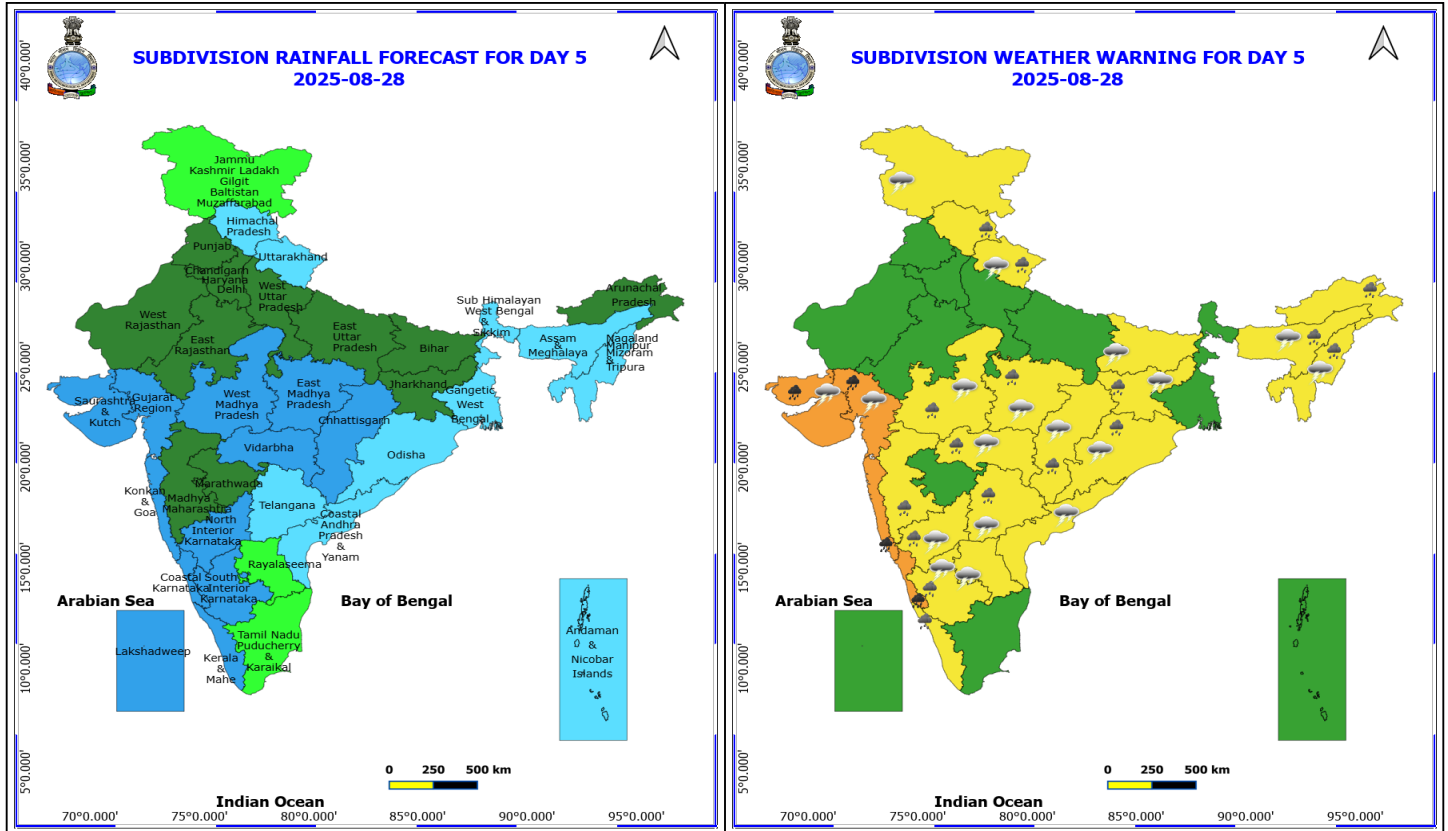 SUBDIVISION RAINFALL FORECAST FOR DAY 5
2025-08-28
40°0.000'
35°0.000'
30°0.000'
25°0.000'
20°0.000'
15°0.000'
10°0.000'
5°0.000'
Jammu
Kashmir Ladakh
Gilgit
Baltistan
Muzaffarabad
Himachal
Pradesh
Punjab
Uttarakhand
Chandigarh
Haryana
Delhi
West
Uttar
Pradesh
Arunachal
Pradesh
Sub Himalayan
West Bengal
&
Sikkim
West
Rajasthan
East
Rajasthan
East
Uttar
Pradesh
Bihar
Assam
&
Meghalaya
Nagaland
Manipur
Mizoram
&
Tripura
Jharkhand
Gangetic
West
Bengal
Saurashtra
&
Kutch
Gujarat
Region
West
Madhya
Pradesh
East
Madhya
Pradesh
Chhattisgarh
Vidarbha
Odisha
Konkan
&
Goa
Marathwada
Madhya
Maharashtra
Telangana
North
Interior
Karnataka
Coastal
Andhra
Pradesh
&
Yanam
Rayalaseema
Coastal
Karnataka
South
Interior
Karnataka
Arabian Sea
Bay of Bengal
Lakshadweep
Kerala
&
Mahe
Tamil Nadu
Puducherry
&
Karaikal
Andaman
&
Nicobar
Islands
0 250 500 km
Indian Ocean
70°0.000' 75°0.000' 80°0.000' 85°0.000' 90°0.000' 95°0.000'
SUBDIVISION WEATHER WARNING FOR DAY 5
2025-08-28
40°0.000'
35°0.000'
30°0.000'
25°0.000'
20°0.000'
15°0.000'
10°0.000'
5°0.000'
Arabian Sea
Bay of Bengal
0 250 500 km
Indian Ocean
70°0.000' 75°0.000' 80°0.000' 85°0.000' 90°0.000' 95°0.000'